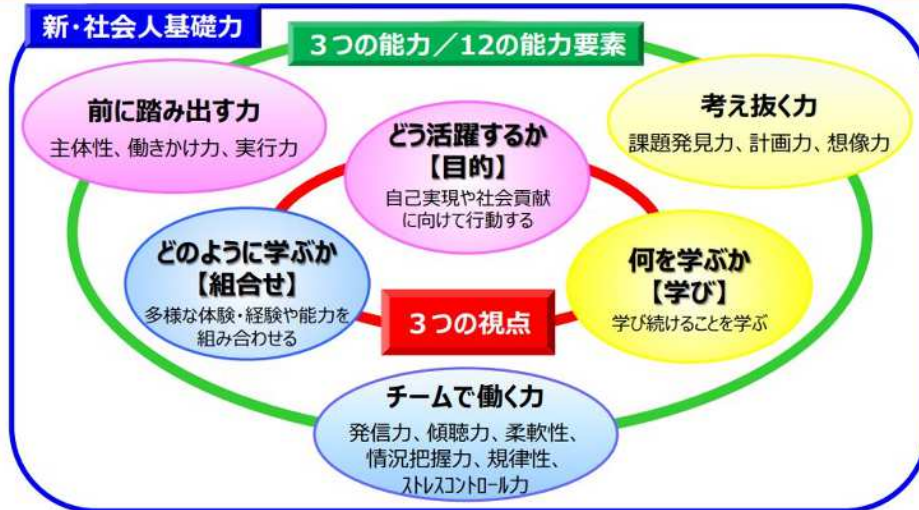 新・社会人基礎力
3つの能力／12の能力要素
前に踏み出す力
主体性、働きかけ力、実行力
考え抜く力
課題発見力、計画力、想像力
どう活躍するか
【目的】
自己実現や社会貢献
に向けて行動する
どのように学ぶか
【組合せ】
多様な体験・経験や能力を
組み合わせる
何を学ぶか
【学び】
学び続けることを学ぶ
3つの視点
チームで働く力
発信力、傾聴力、柔軟性、
情況把握力、規律性、
ｽﾄﾚｽｺﾝﾄﾛｰﾙ力